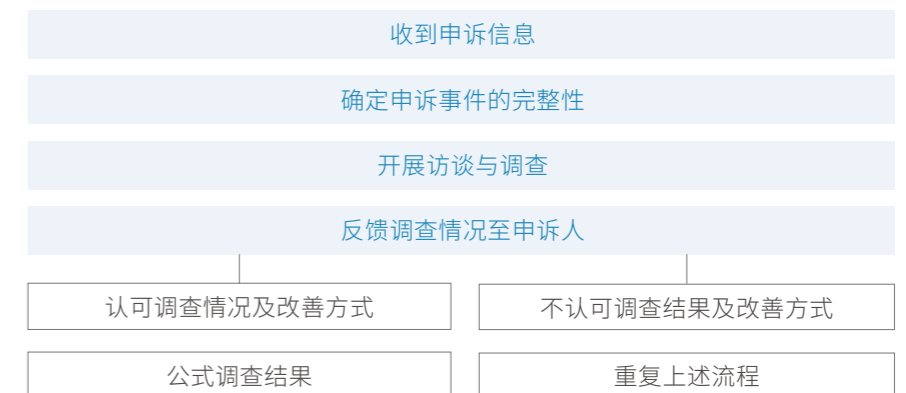 收到申诉信息
确定申诉事件的完整性
开展访谈与调查
反馈调查情况至申诉人
认可调查情况及改善方式
不认可调查结果及改善方式
公式调查结果
重复上述流程